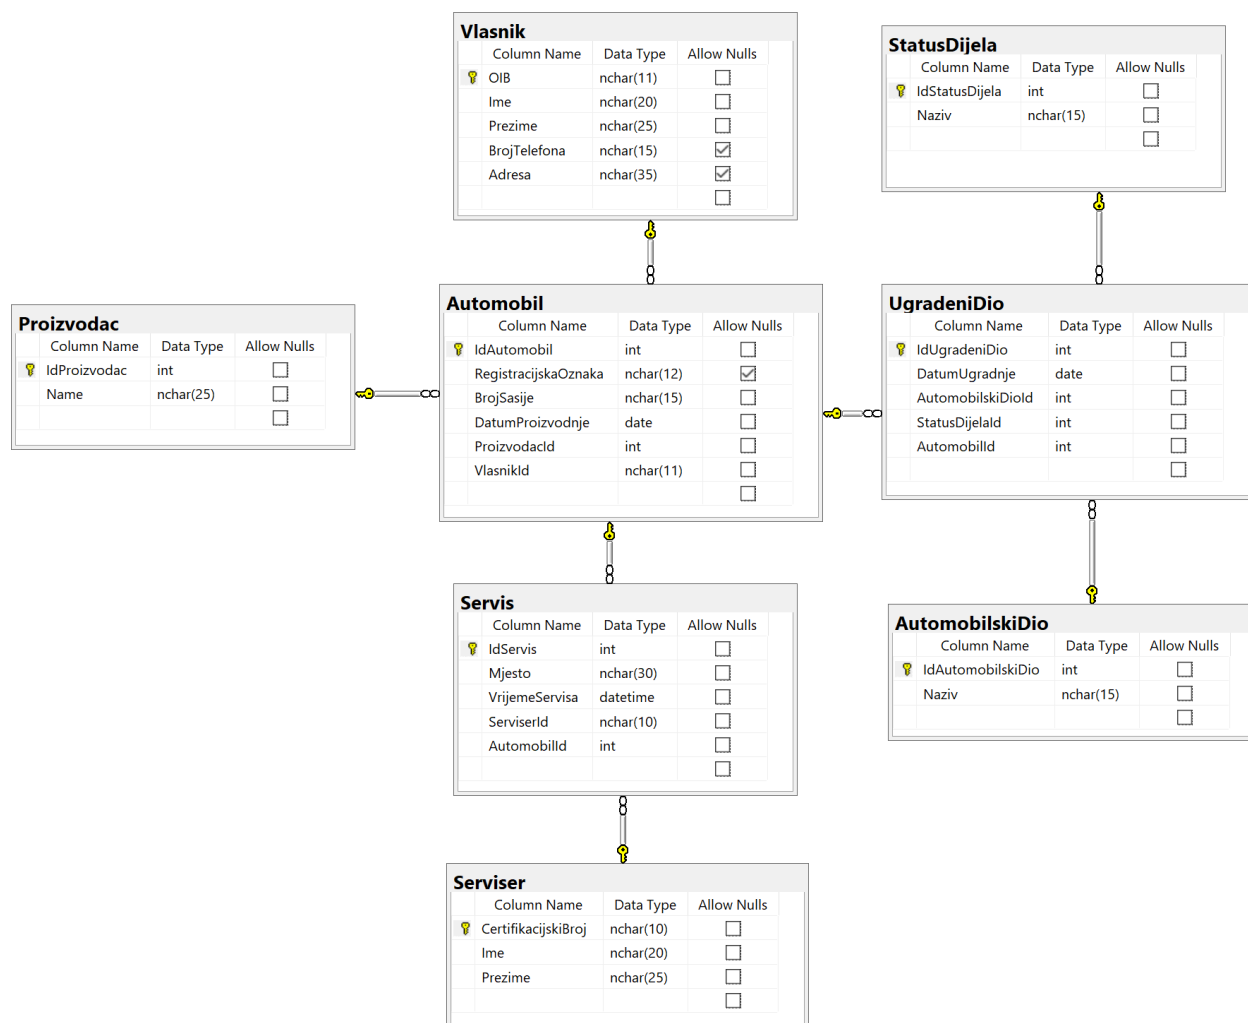 Vlasnik
Column Name Data Type Allow Nulls
OIB nchar(11)
Ime nchar(20)
Prezime nchar(25)
BrojTelefona nchar(15)
Adresa nchar(35)
StatusDijela
Column Name Data Type Allow Nulls
IdStatusDijela int
Naziv nchar(15)
Proizvodac
Column Name Data Type Allow Nulls
IdProizvodac int
Name nchar(25)
Automobil
Column Name Data Type Allow Nulls
IdAutomobil int
RegistracijskaOznaka nchar(12)
BrojSasije nchar(15)
DatumProizvodnje date
ProizvodacId int
VlasnikId nchar(11)
UgradeniDio
Column Name Data Type Allow Nulls
IdUgradeniDio int
DatumUgradnje date
AutomobilskiDioId int
StatusDijelaId int
AutomobilId int
Servis
Column Name Data Type Allow Nulls
IdServis int
Mjesto nchar(30)
VrijemeServisa datetime
ServiserId nchar(10)
AutomobilId int
AutomobilskiDio
Column Name Data Type Allow Nulls
IdAutomobilskiDio int
Naziv nchar(15)
Serviser
Column Name Data Type Allow Nulls
CertifikacijskiBroj nchar(10)
Ime nchar(20)
Prezime nchar(25)